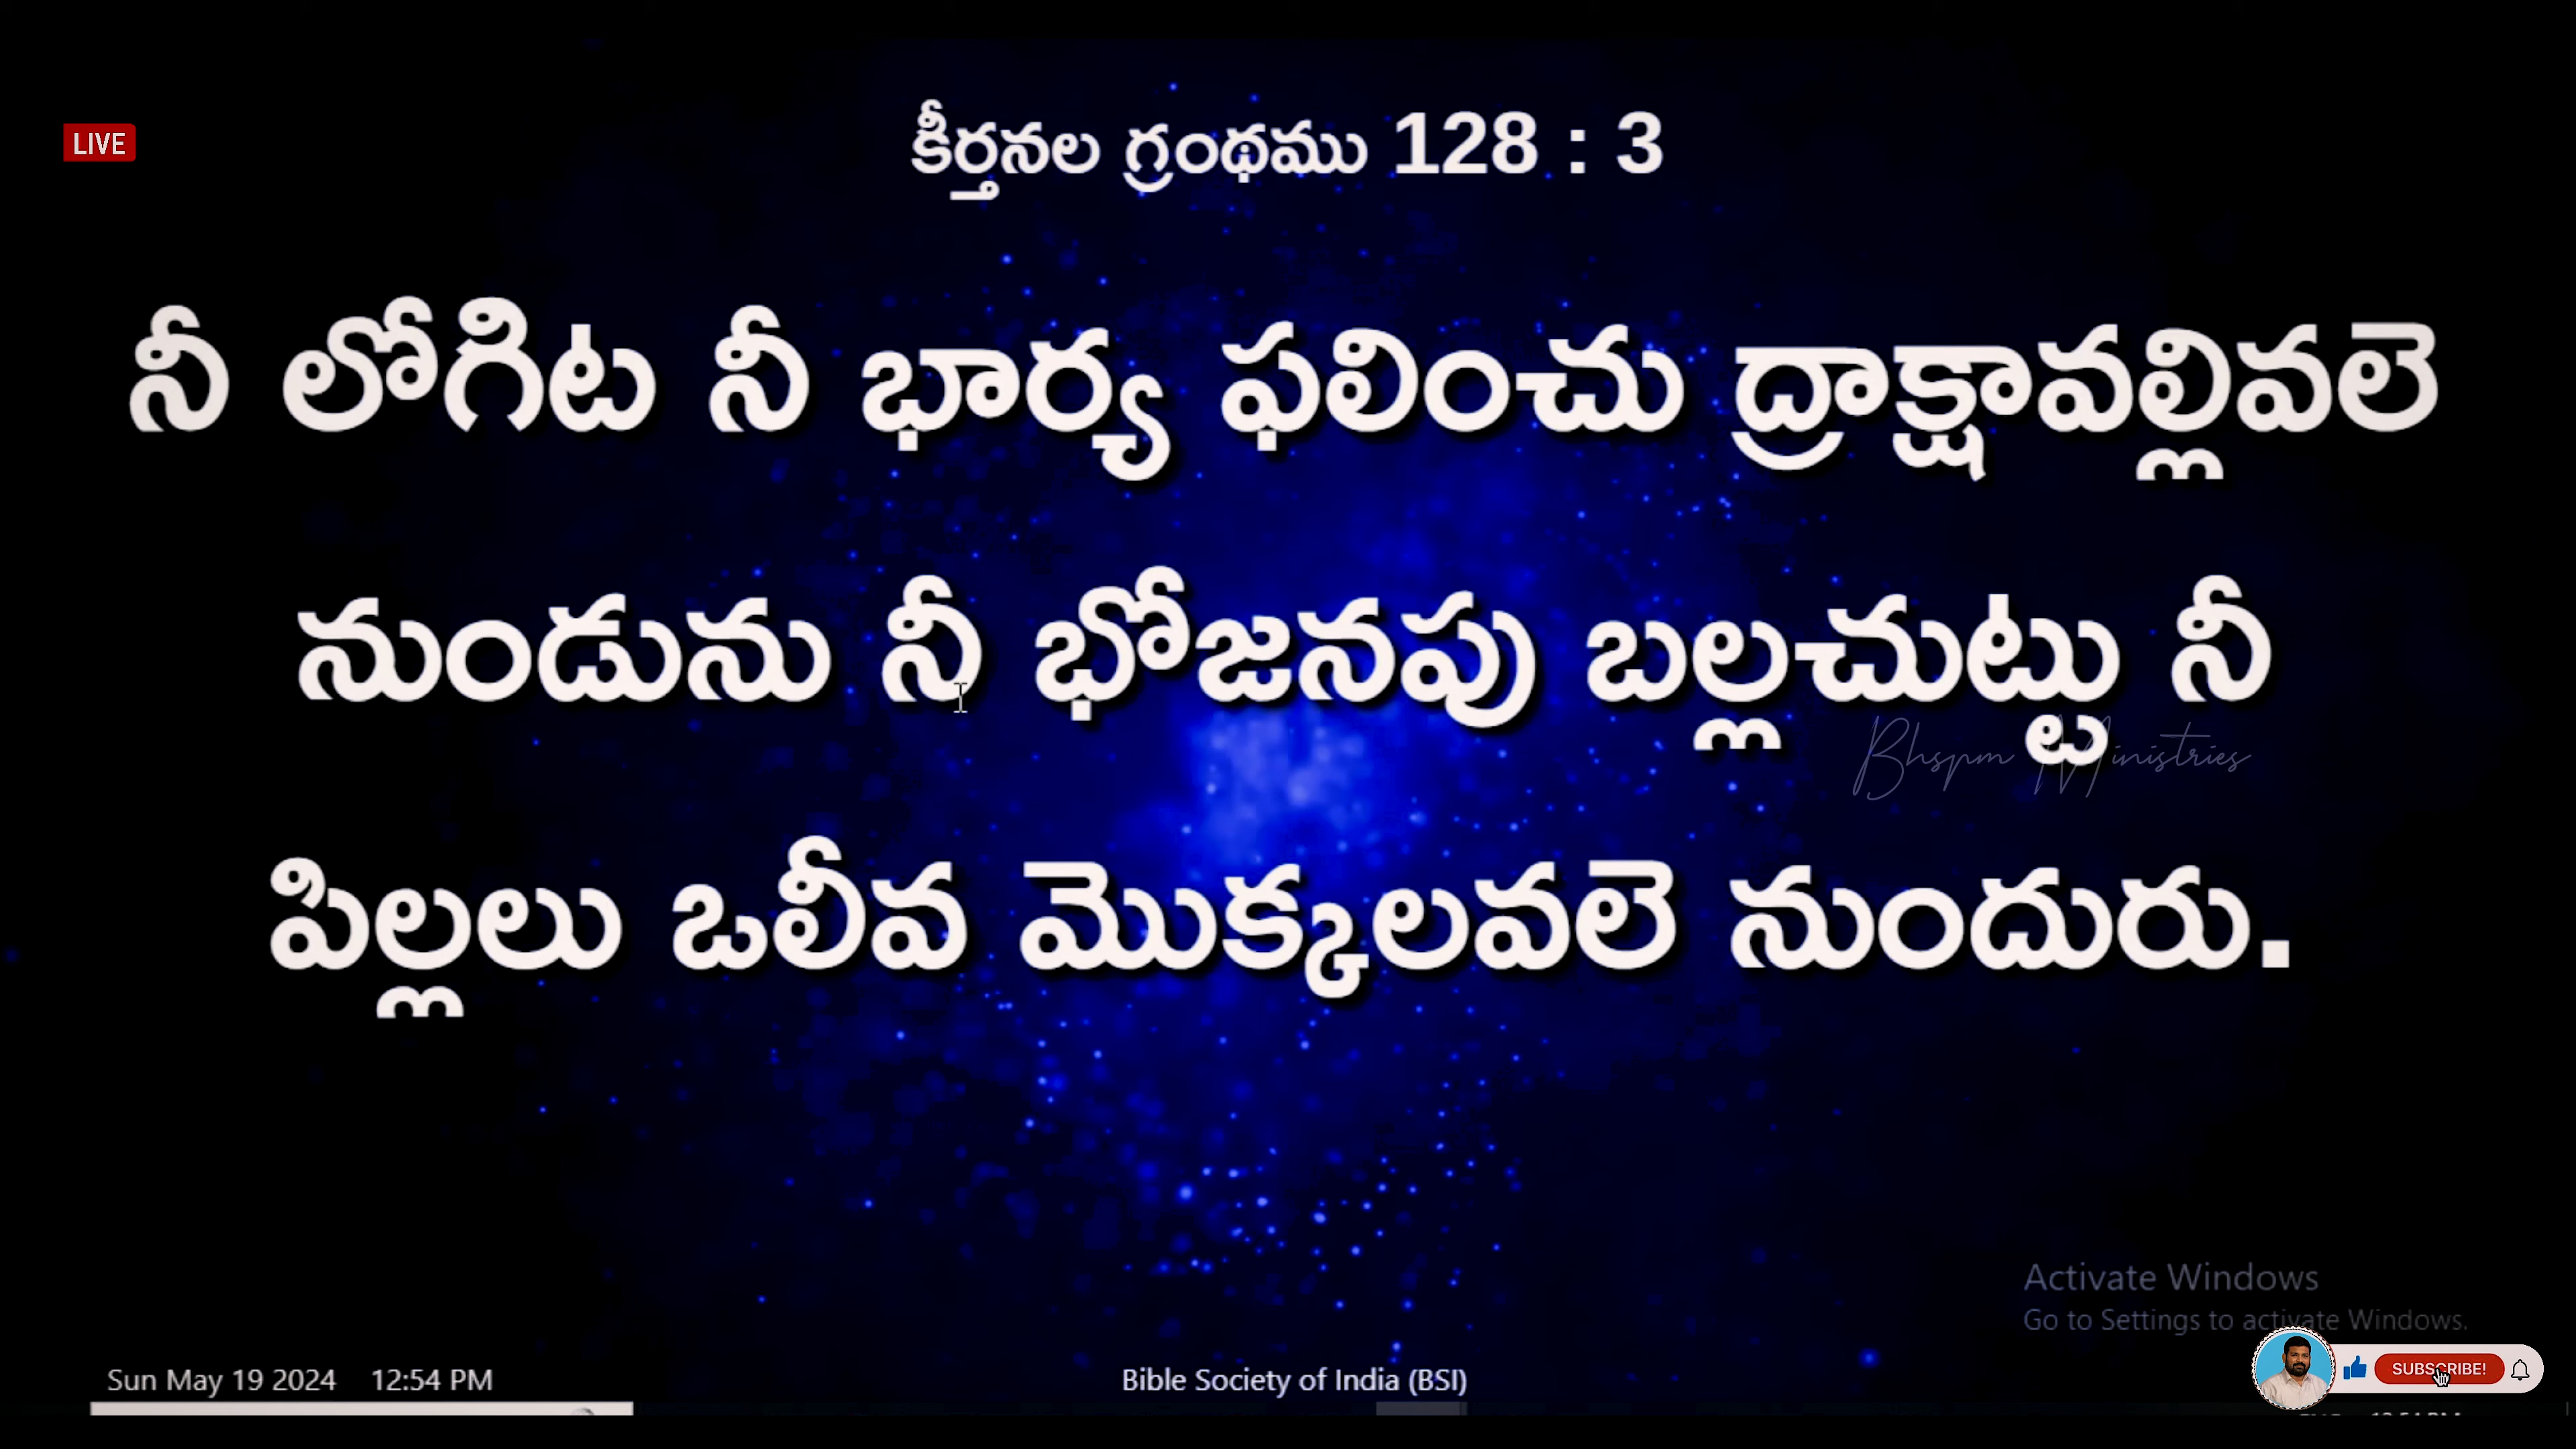 LIVE
కీర్తనల గ్రంథము 128 : 3
నీ లోగిట నీ భార్య ఫలించు ద్రాక్షావల్లివలె
నుండును నీ భోజనపు బల్లచుట్టు నీ
Bhspm Ministries
పిల్లలు ఒలీవ మొక్కలవలె నుందురు.
Activate Windows
Go to Settings to activate Windows.
Sun May 19 2024 12:54 PM
Bible Society of India (BSI)
SUBSCRIBE!